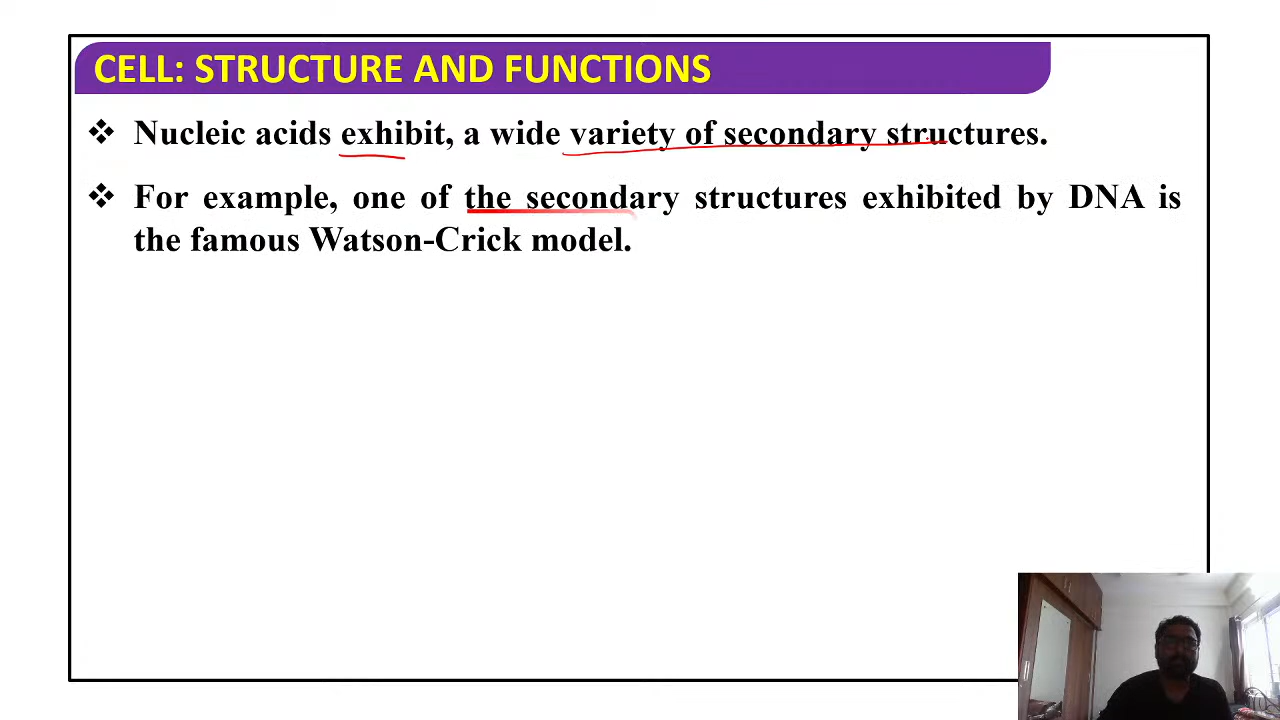 CELL: STRUCTURE AND FUNCTIONS
Nucleic acids exhibit, a wide variety of secondary structures.
For example, one of the secondary structures exhibited by DNA is
the famous Watson-Crick model.